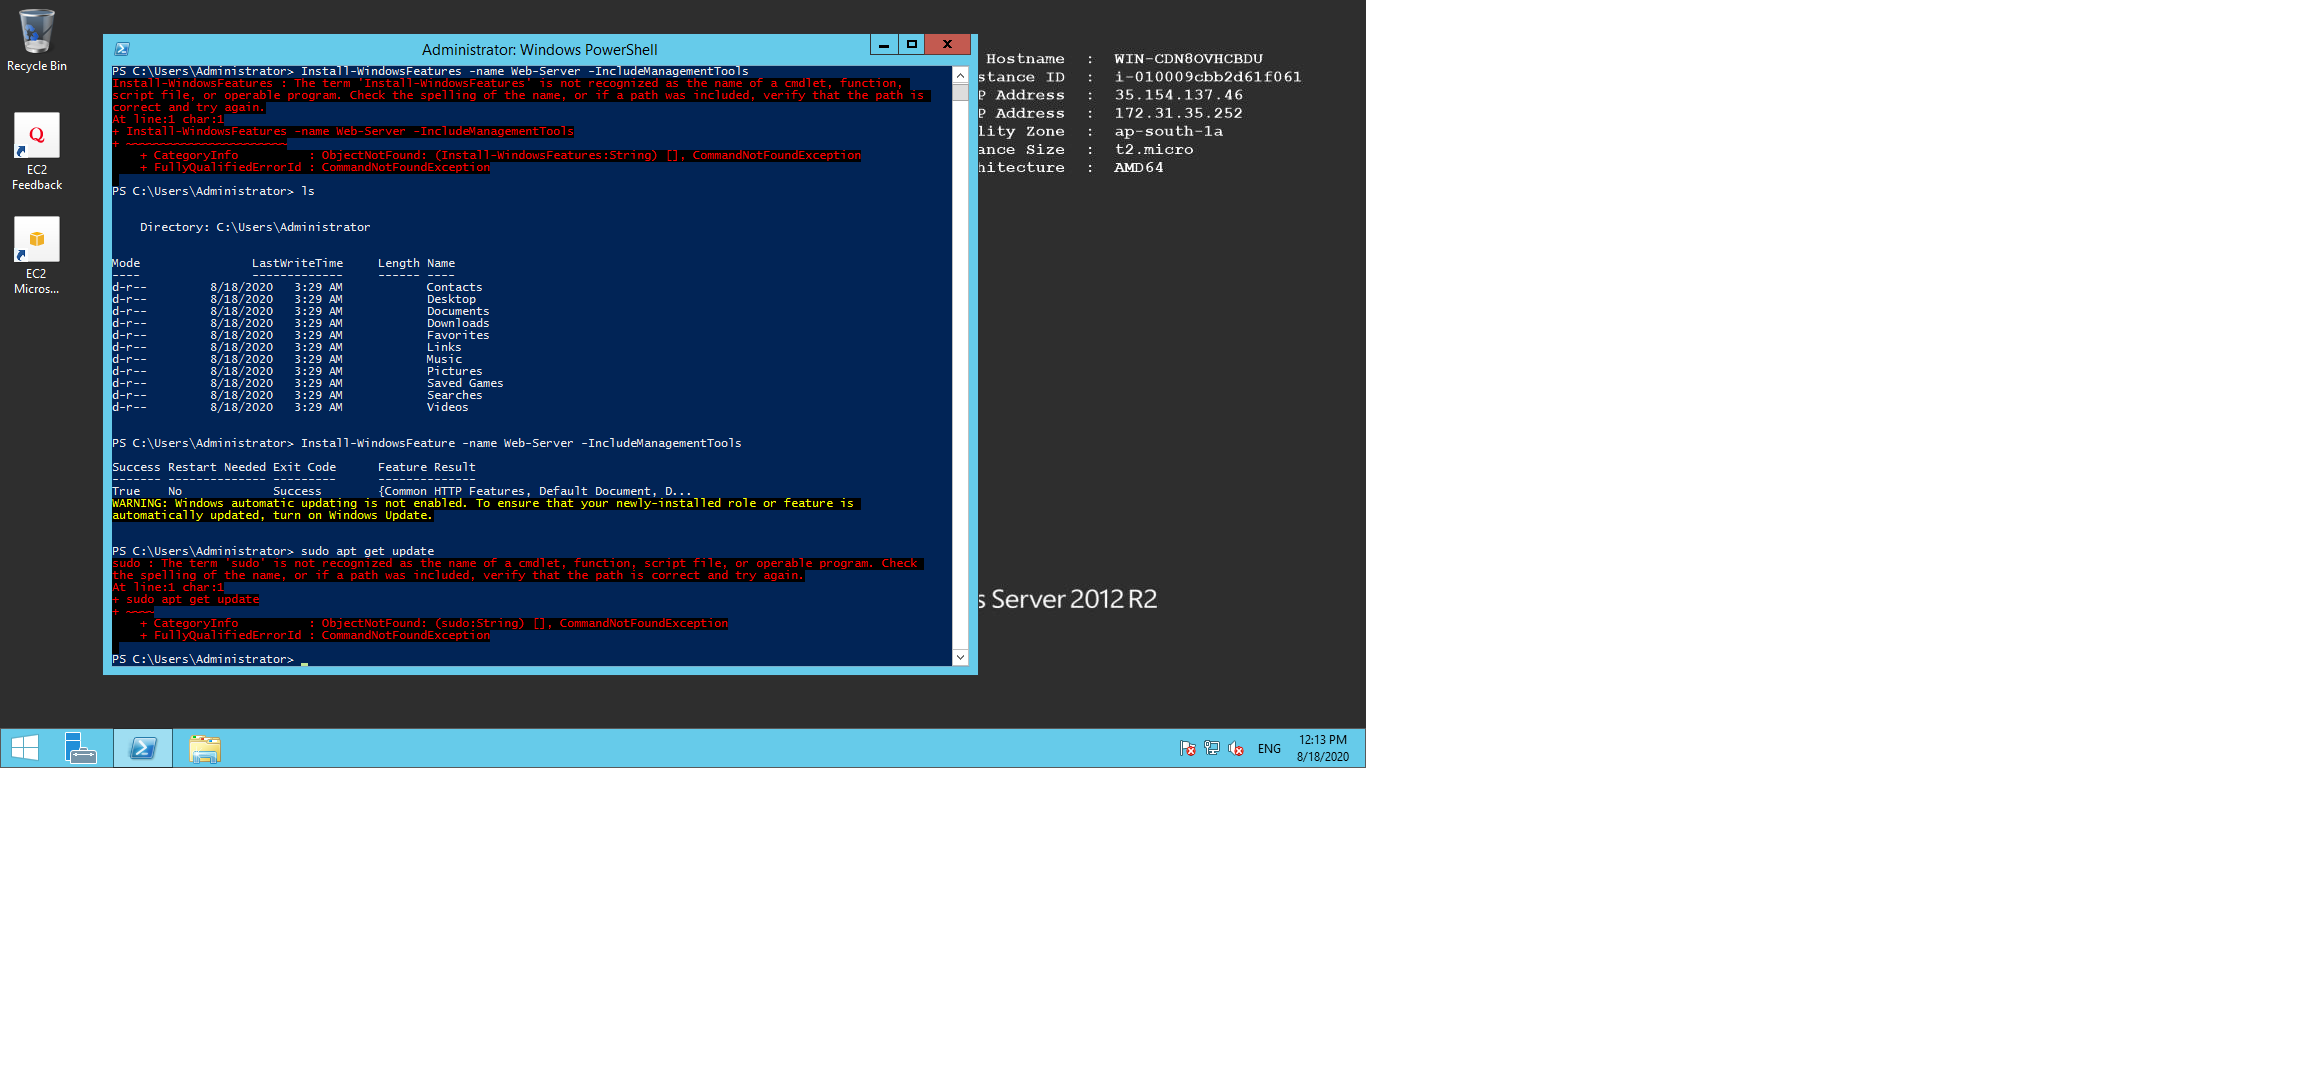 Recycle Bin
EC2
Feedback
EC2
Micros...
Administrator: Windows PowerShell
PS C:\Users\Administrator> Install-WindowsFeatures -name Web-Server -IncludeManagementTools
Install-WindowsFeatures : The term 'Install-WindowsFeatures' is not recognized as the name of a cmdlet, function,
script file, or operable program. Check the spelling of the name, or if a path was included, verify that the path is
correct and try again.
At line:1 char:1
+ Install-WindowsFeatures -name Web-Server -IncludeManagementTools
+ ~~~~~~~~~~~~~~~~~~~~~~~
    + CategoryInfo          : ObjectNotFound: (Install-WindowsFeatures:String) [], CommandNotFoundException
    + FullyQualifiedErrorId : CommandNotFoundException
PS C:\Users\Administrator> ls
    Directory: C:\Users\Administrator
Mode                LastWriteTime     Length Name
----                -------------     ------ ----
d-r--         8/18/2020   3:29 AM            Contacts
d-r--         8/18/2020   3:29 AM            Desktop
d-r--         8/18/2020   3:29 AM            Documents
d-r--         8/18/2020   3:29 AM            Downloads
d-r--         8/18/2020   3:29 AM            Favorites
d-r--         8/18/2020   3:29 AM            Links
d-r--         8/18/2020   3:29 AM            Music
d-r--         8/18/2020   3:29 AM            Pictures
d-r--         8/18/2020   3:29 AM            Saved Games
d-r--         8/18/2020   3:29 AM            Searches
d-r--         8/18/2020   3:29 AM            Videos
PS C:\Users\Administrator> Install-WindowsFeature -name Web-Server -IncludeManagementTools
Success Restart Needed Exit Code      Feature Result
------- -------------- ---------      --------------
True    No             Success        {Common HTTP Features, Default Document, D...
WARNING: Windows automatic updating is not enabled. To ensure that your newly-installed role or feature is
automatically updated, turn on Windows Update.
PS C:\Users\Administrator> sudo apt get update
sudo : The term 'sudo' is not recognized as the name of a cmdlet, function, script file, or operable program. Check
the spelling of the name, or if a path was included, verify that the path is correct and try again.
At line:1 char:1
+ sudo apt get update
+ ~~~~
    + CategoryInfo          : ObjectNotFound: (sudo:String) [], CommandNotFoundException
    + FullyQualifiedErrorId : CommandNotFoundException
PS C:\Users\Administrator>
Hostname : WIN-CDN8OVHCBDU
stance ID : i-010009cbb2d61f061
P Address : 35.154.137.46
P Address : 172.31.35.252
lity Zone : ap-south-1a
ance Size : t2.micro
hitecture : AMD64
s Server 2012 R2
ENG
12:13 PM
8/18/2020